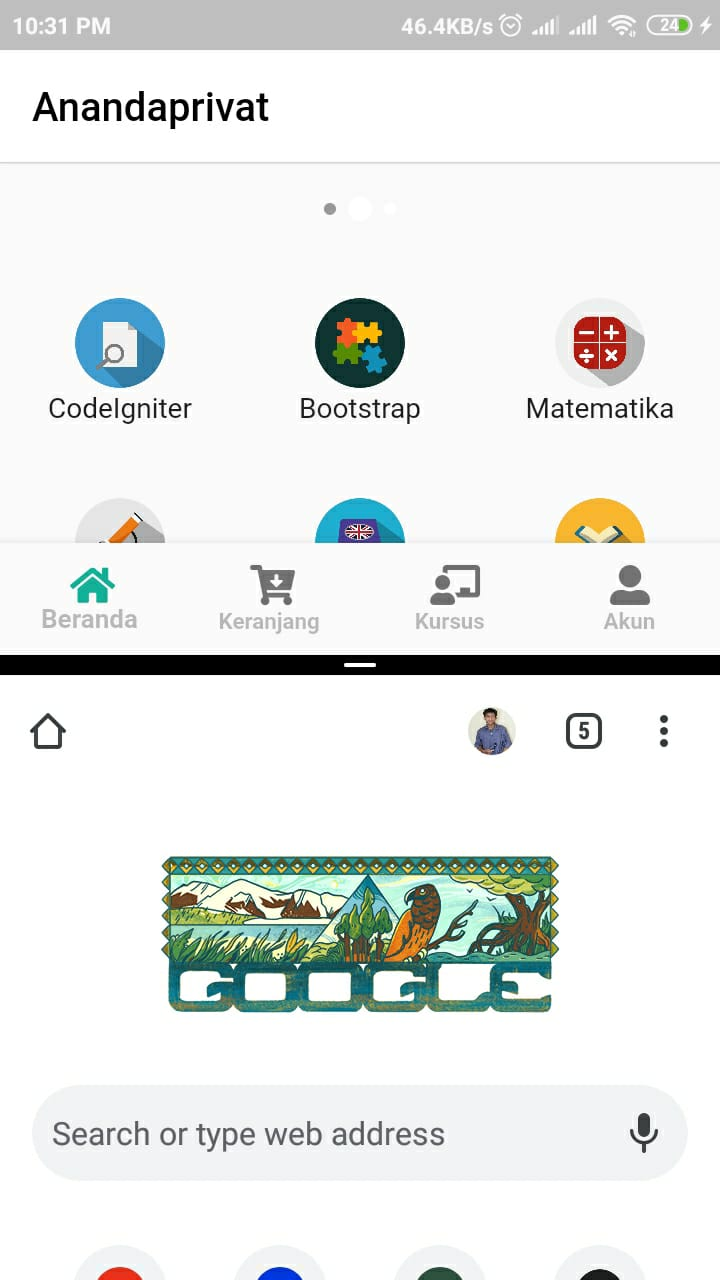 10:31 PM 46.4KB/s 24
Anandaprivat
CodeIgniter Bootstrap Matematika
Beranda Keranjang Kursus Akun
5
GOOGLE
Search or type web address